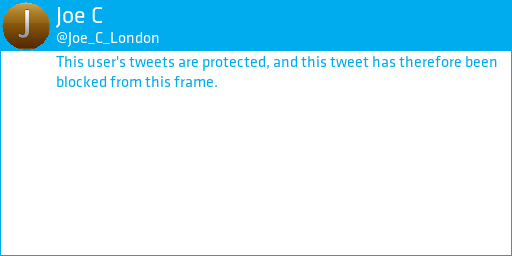 J
Joe C
@Joe_C_London
This user's tweets are protected, and this tweet has therefore been
blocked from this frame.